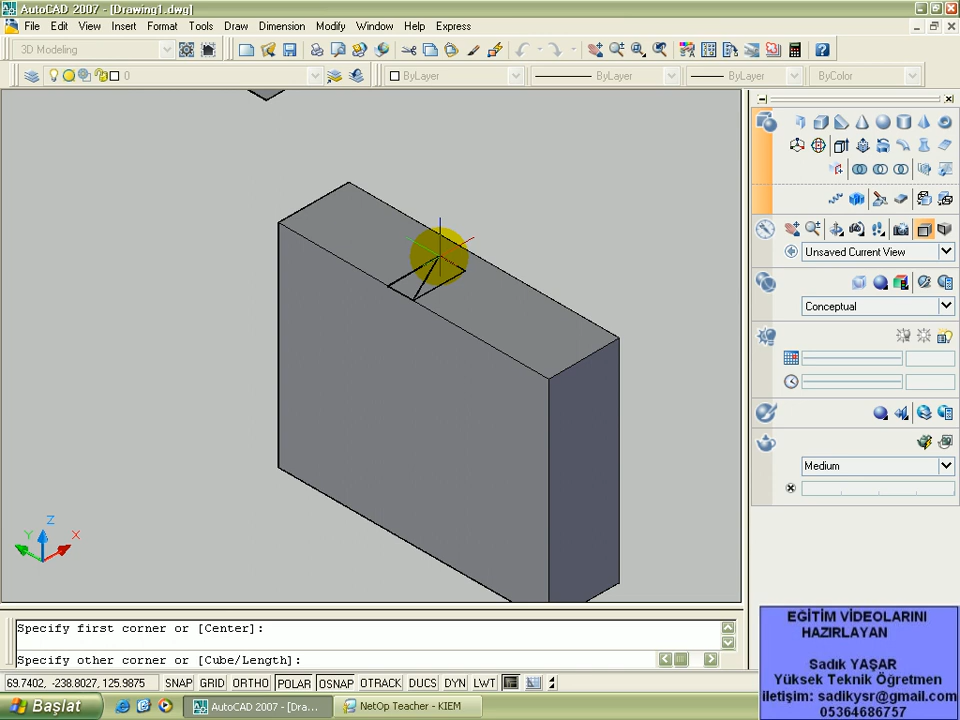 AutoCAD 2007 - [Drawing1.dwg]
File Edit View Insert Format Tools Draw Dimension Modify Window Help Express
3D Modeling
0 ByLayer ByLayer ByLayer ByColor
Unsaved Current View
Conceptual
Medium
Z
Y X
Specify first corner or [Center]:
Specify other corner or [Cube/Length]:
69.7402, -238.8027, 125.9875 SNAP GRID ORTHO POLAR OSNAP OTRACK DUCS DYN LWT
Başlat AutoCAD 2007 - [Dra... NetOp Teacher - KIEM
EĞİTİM VİDEOLARINI
HAZIRLAYAN
Sadık YAŞAR
Yüksek Teknik Öğretmen
iletişim: sadikysr@gmail.com
05364686757